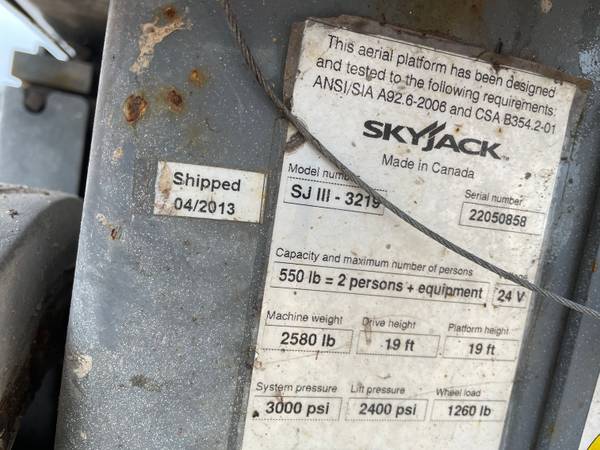 This aerial platform has been designed
and tested to the following requirements:
ANSI/SIA A92.6-2006 and CSA B354.2-01
SKYJACK
Made in Canada
Shipped
04/2013
Model number Serial number
SJ III - 3219 22050858
Capacity and maximum number of persons
550 lb = 2 persons + equipment 24 V
Machine weight Drive height Platform height
2580 lb 19 ft 19 ft
System pressure Lift pressure Wheel load
3000 psi 2400 psi 1260 lb